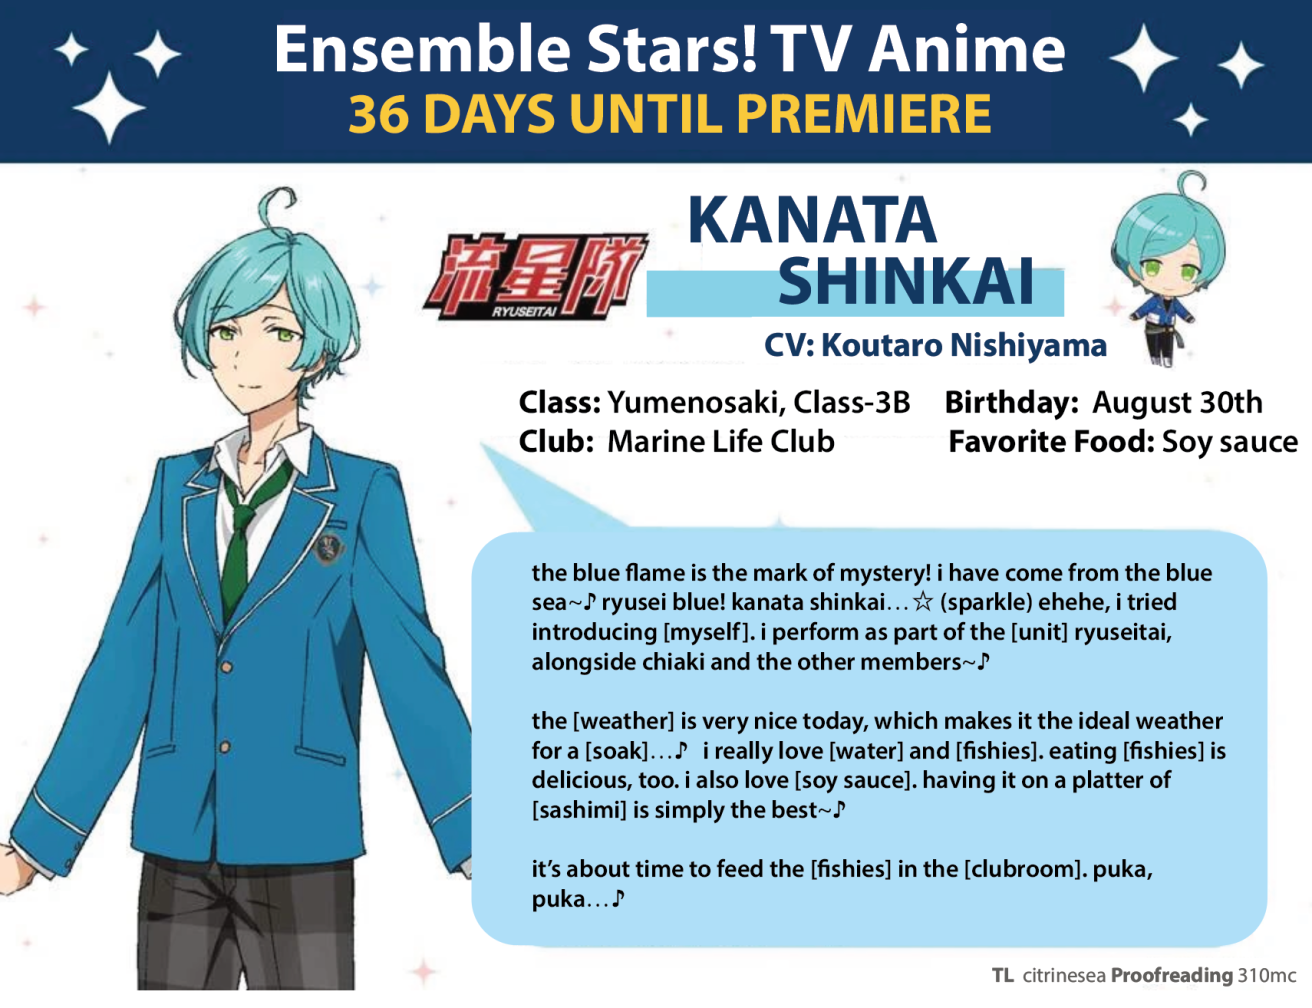 Ensemble Stars! TV Anime
36 DAYS UNTIL PREMIERE
流星隊
RYUSEITAI
KANATA
SHINKAI
CV: Koutaro Nishiyama
Class: Yumenosaki, Class-3B Birthday: August 30th
Club: Marine Life Club Favorite Food: Soy sauce
the blue flame is the mark of mystery! i have come from the blue
sea~♪ ryusei blue! kanata shinkai…☆ (sparkle) ehehe, i tried
introducing [myself]. i perform as part of the [unit] ryuseitai,
alongside chiaki and the other members~♪
the [weather] is very nice today, which makes it the ideal weather
for a [soak]…♪ i really love [water] and [fishies]. eating [fishies] is
delicious, too. i also love [soy sauce]. having it on a platter of
[sashimi] is simply the best~♪
it’s about time to feed the [fishies] in the [clubroom]. puka,
puka…♪
TL citrinesea Proofreading 310mc